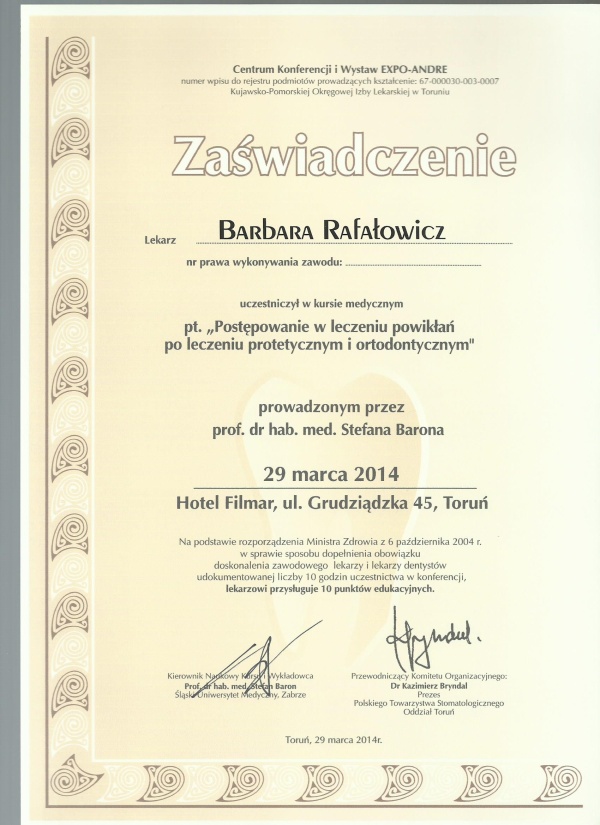 Centrum Konferencji i Wystaw EXPO-ANDRE
numer wpisu do rejestru podmiotów prowadzących kształcenie: 67-000030-003-0007
Kujawsko-Pomorskiej Okręgowej Izby Lekarskiej w Toruniu
Zaświadczenie
Lekarz Barbara Rafałowicz
nr prawa wykonywania zawodu:
uczestniczył w kursie medycznym
pt. „Postępowanie w leczeniu powikłań
po leczeniu protetycznym i ortodontycznym"
prowadzonym przez
prof. dr hab. med. Stefana Barona
29 marca 2014
Hotel Filmar, ul. Grudziądzka 45, Toruń
Na podstawie rozporządzenia Ministra Zdrowia z 6 października 2004 r.
w sprawie sposobu dopełnienia obowiązku
doskonalenia zawodowego lekarzy i lekarzy dentystów
udokumentowanej liczby 10 godzin uczestnictwa w konferencji,
lekarzowi przysługuje 10 punktów edukacyjnych.
Kierownik Naukowy Kursu i Wykładowca
Prof. dr hab. med. Stefan Baron
Śląski Uniwersytet Medyczny, Zabrze
Przewodniczący Komitetu Organizacyjnego:
Dr Kazimierz Bryndal
Prezes
Polskiego Towarzystwa Stomatologicznego
Oddział Toruń
Toruń, 29 marca 2014r.